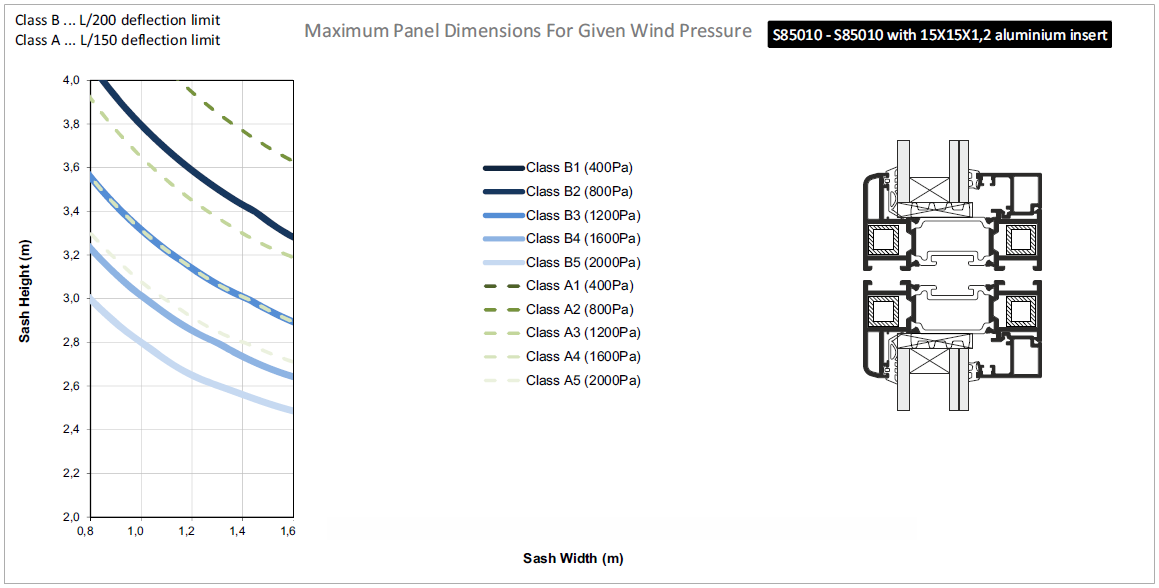 Class B ... L/200 deflection limit
Class A ... L/150 deflection limit
Maximum Panel Dimensions For Given Wind Pressure
S85010 - S85010 with 15X15X1,2 aluminium insert
4,0
3,8
3,6
3,4
3,2
3,0
2,8
2,6
2,4
2,2
2,0
Sash Height (m)
0,8
1,0
1,2
1,4
1,6
Sash Width (m)
Class B1 (400Pa)
Class B2 (800Pa)
Class B3 (1200Pa)
Class B4 (1600Pa)
Class B5 (2000Pa)
Class A1 (400Pa)
Class A2 (800Pa)
Class A3 (1200Pa)
Class A4 (1600Pa)
Class A5 (2000Pa)